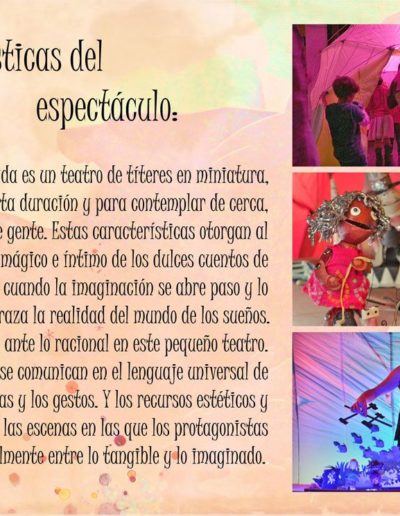 sticas del
espectáculo:
da es un teatro de títeres en miniatura,
rta duración y para contemplar de cerca,
e gente. Estas características otorgan al
mágico e íntimo de los dulces cuentos de
cuando la imaginación se abre paso y lo
raza la realidad del mundo de los sueños.
ante lo racional en este pequeño teatro.
se comunican en el lenguaje universal de
as y los gestos. Y los recursos estéticos y
las escenas en las que los protagonistas
lmente entre lo tangible y lo imaginado.